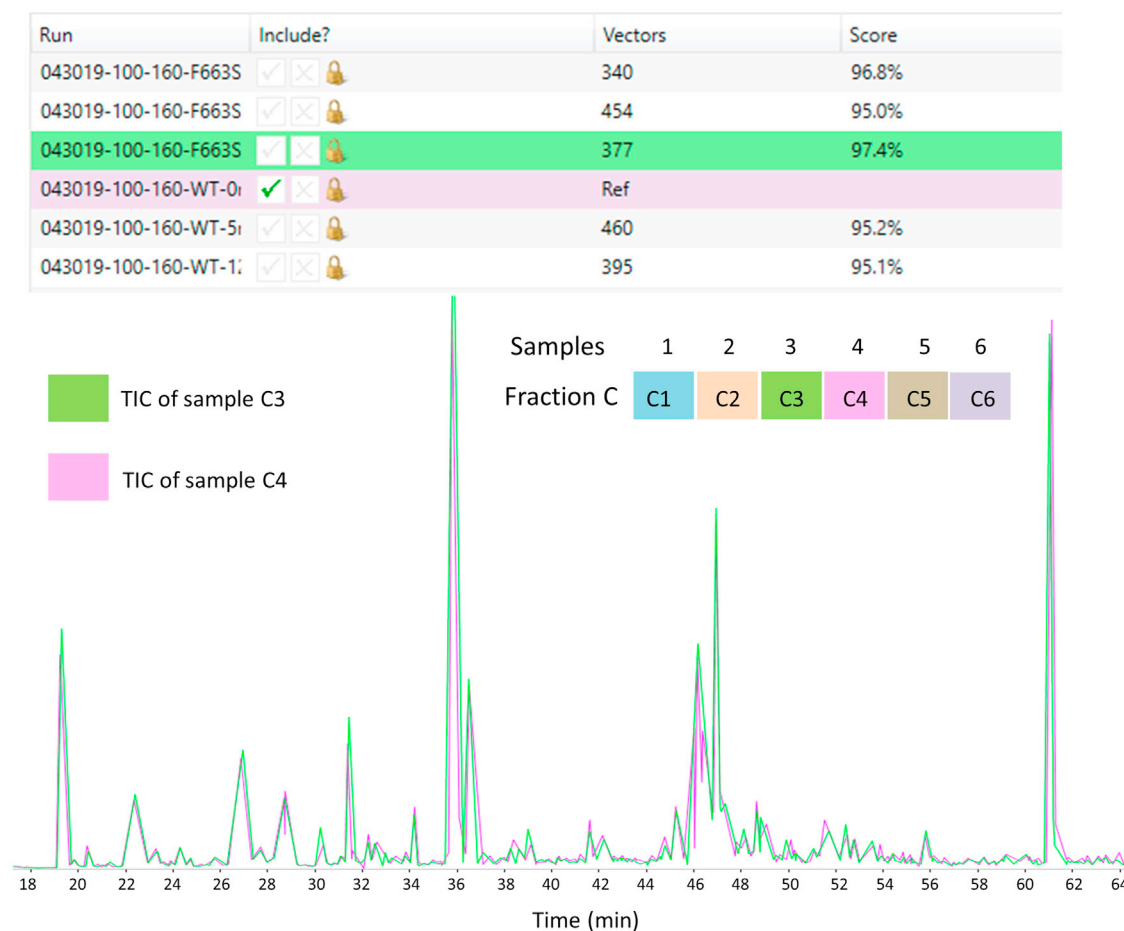 Run Include? Vectors Score
043019-100-160-F663S 340 96.8%
043019-100-160-F663S 454 95.0%
043019-100-160-F663S 377 97.4%
043019-100-160-WT-0 Ref
043019-100-160-WT-5 460 95.2%
043019-100-160-WT-12 395 95.1%
Samples 1 2 3 4 5 6
Fraction C C1 C2 C3 C4 C5 C6
TIC of sample C3
TIC of sample C4
18 20 22 24 26 28 30 32 34 36 38 40 42 44 46 48 50 52 54 56 58 60 62 64
Time (min)